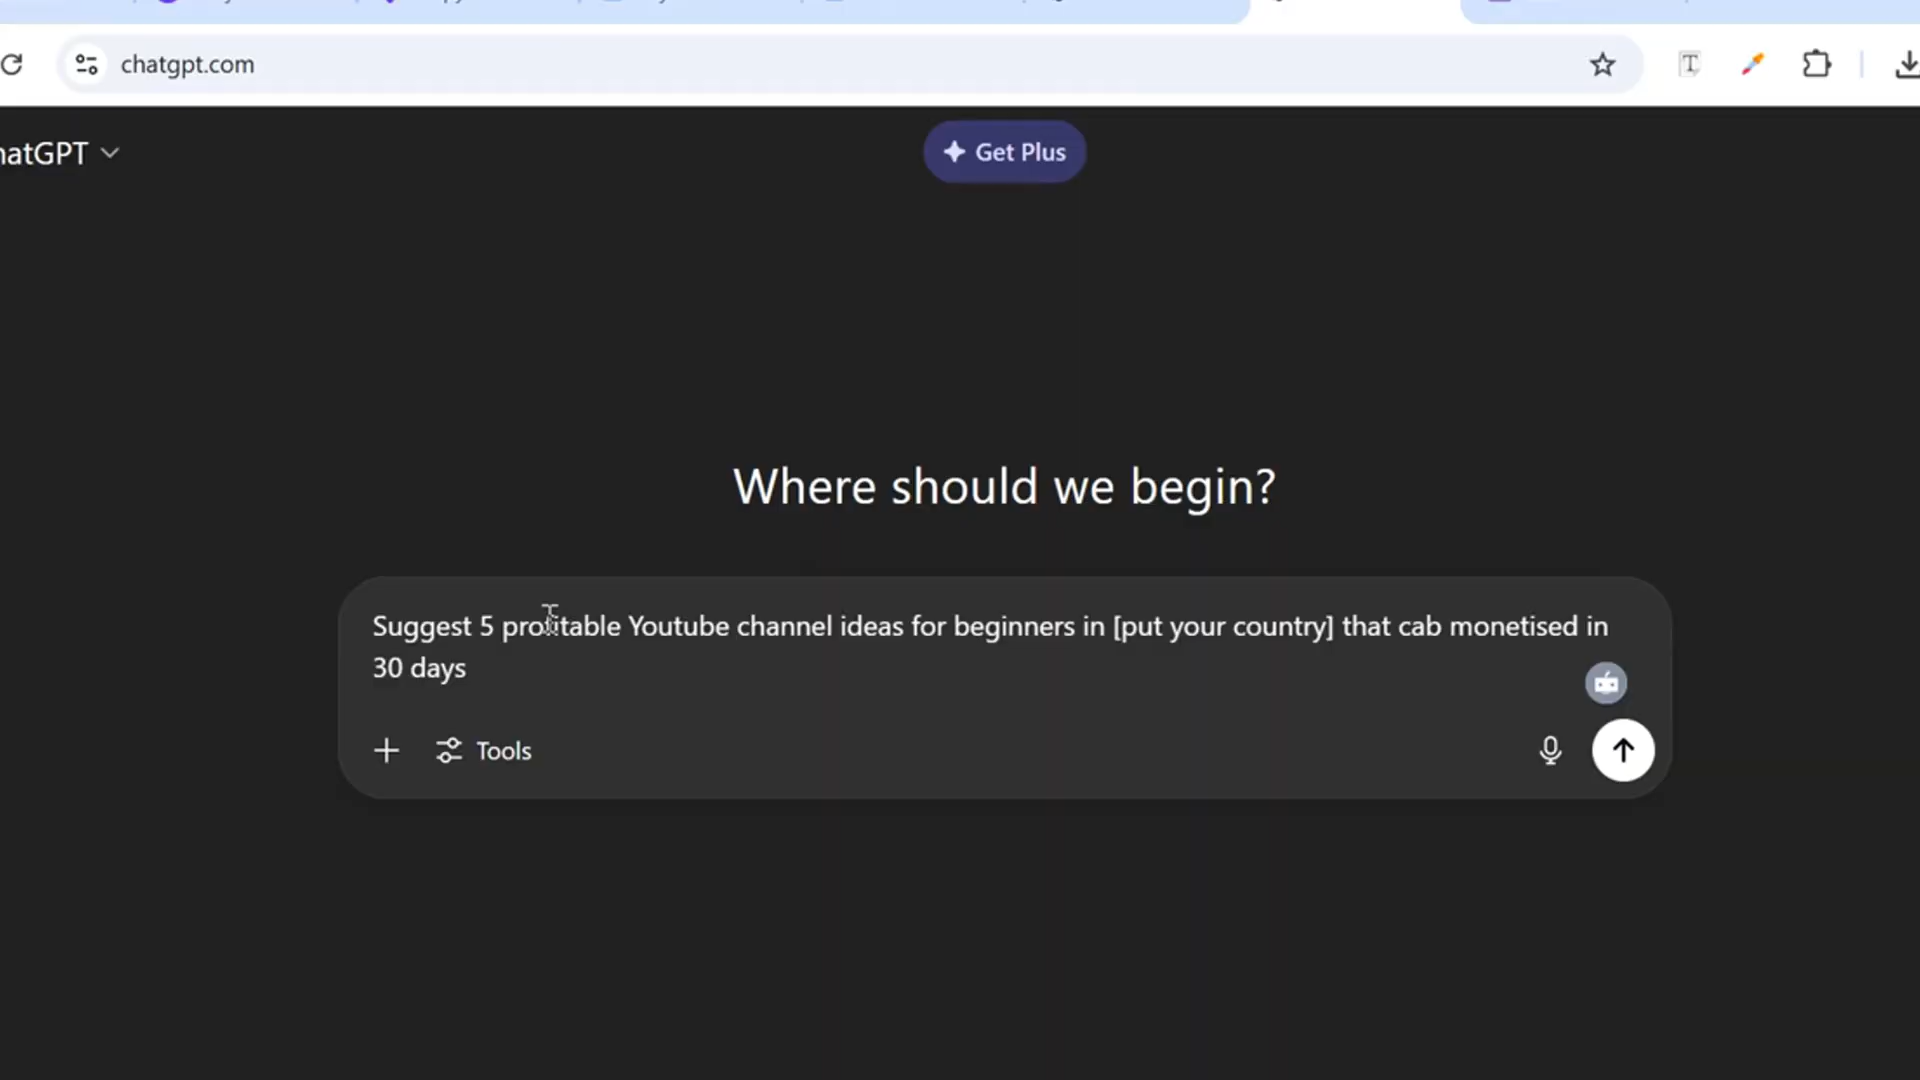 chatgpt.com
hatGPT
Get Plus
Where should we begin?
Suggest 5 profitable Youtube channel ideas for beginners in [put your country] that cab monetised in
30 days
Tools